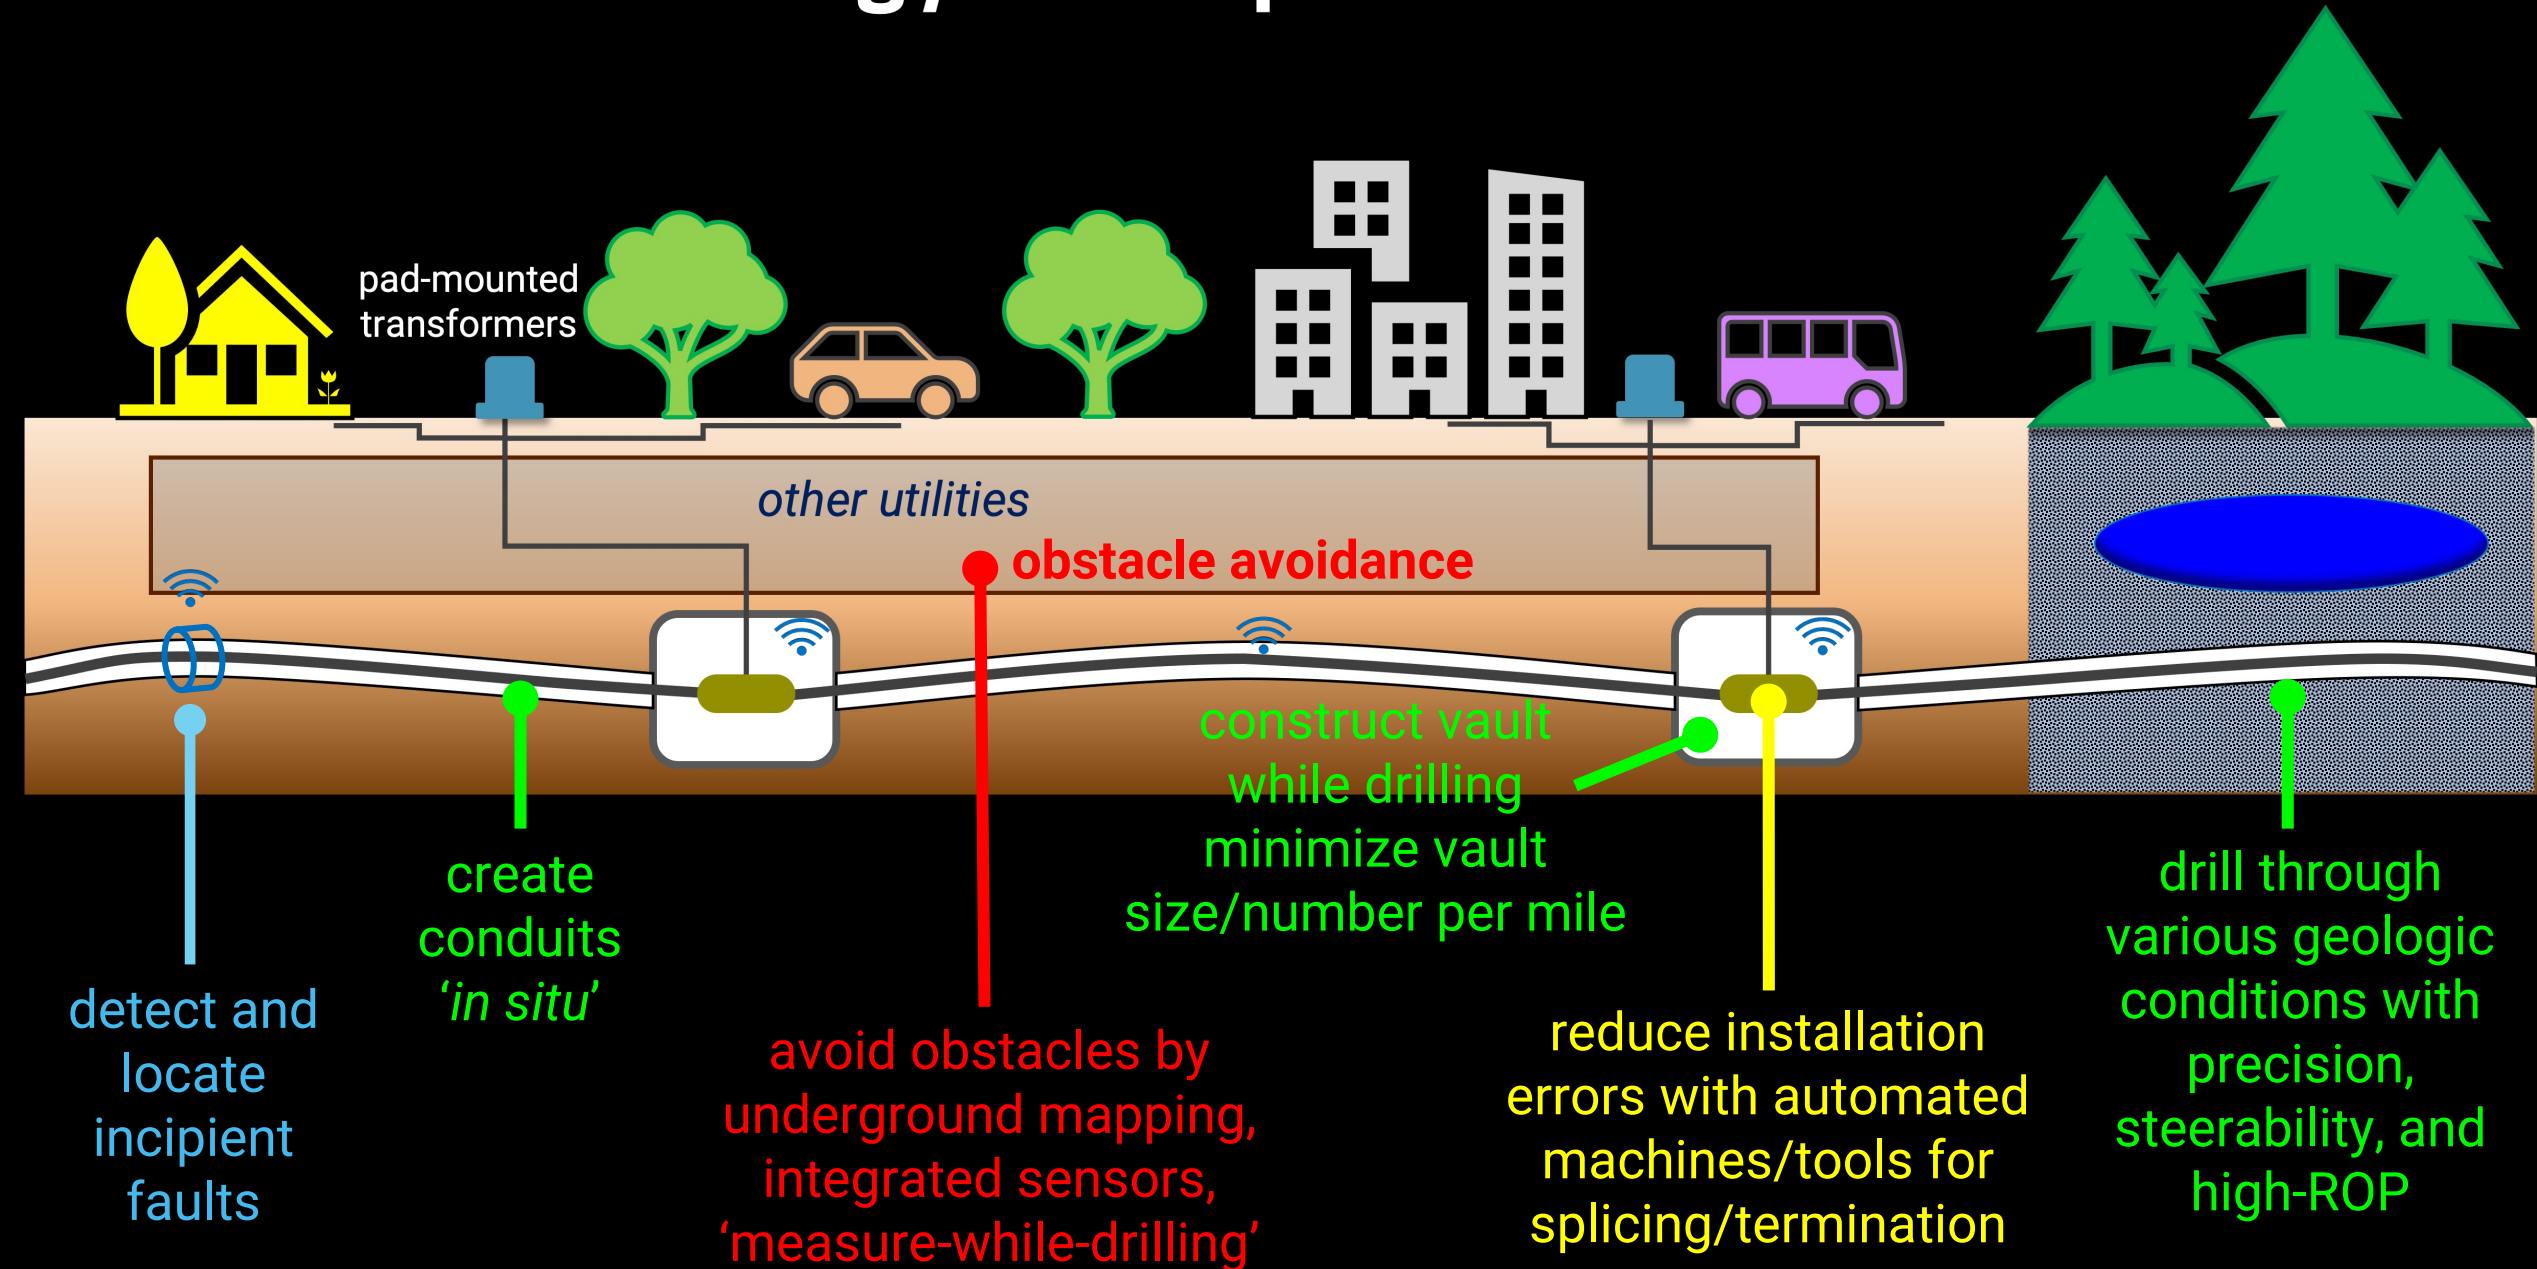 pad-mounted
transformers
other utilities
obstacle avoidance
construct vault
while drilling
minimize vault
size/number per mile
create
conduits
‘in situ’
detect and
locate
incipient
faults
avoid obstacles by
underground mapping,
integrated sensors,
‘measure-while-drilling’
reduce installation
errors with automated
machines/tools for
splicing/termination
drill through
various geologic
conditions with
precision,
steerability, and
high-ROP